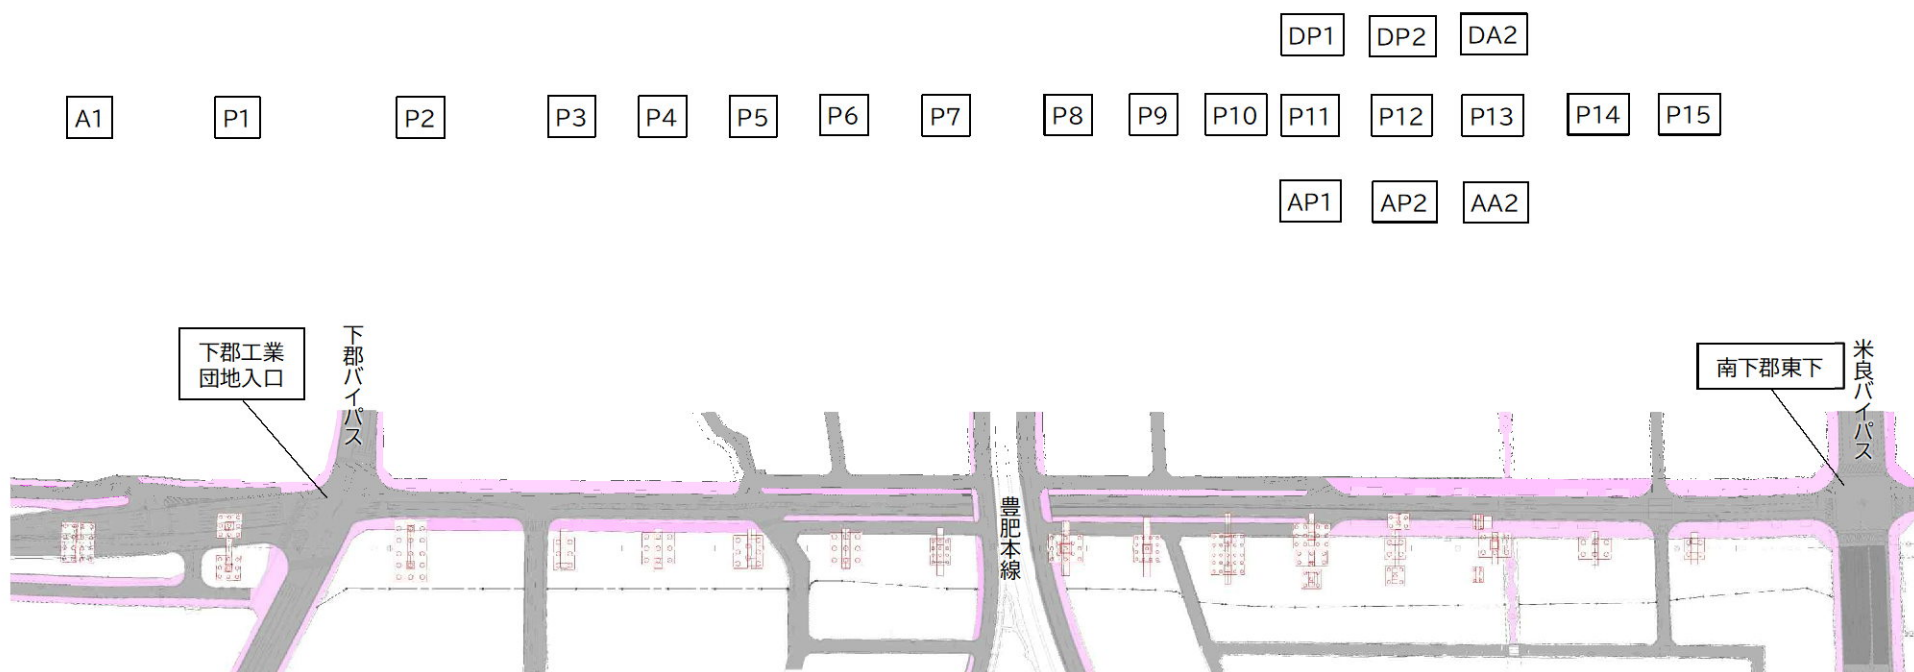 DP1 DP2 DA2
A1 P1 P2 P3 P4 P5 P6 P7 P8 P9 P10 P11 P12 P13 P14 P15
AP1 AP2 AA2
下郡工業
団地入口
下郡バイパス
豊肥本線
南下郡東下
米良バイパス